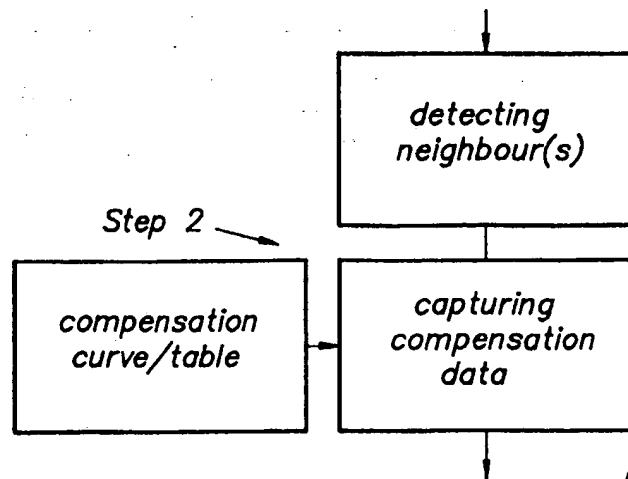 detecting
neighbour(s)
Step 2
compensation
curve/table
capturing
compensation
data